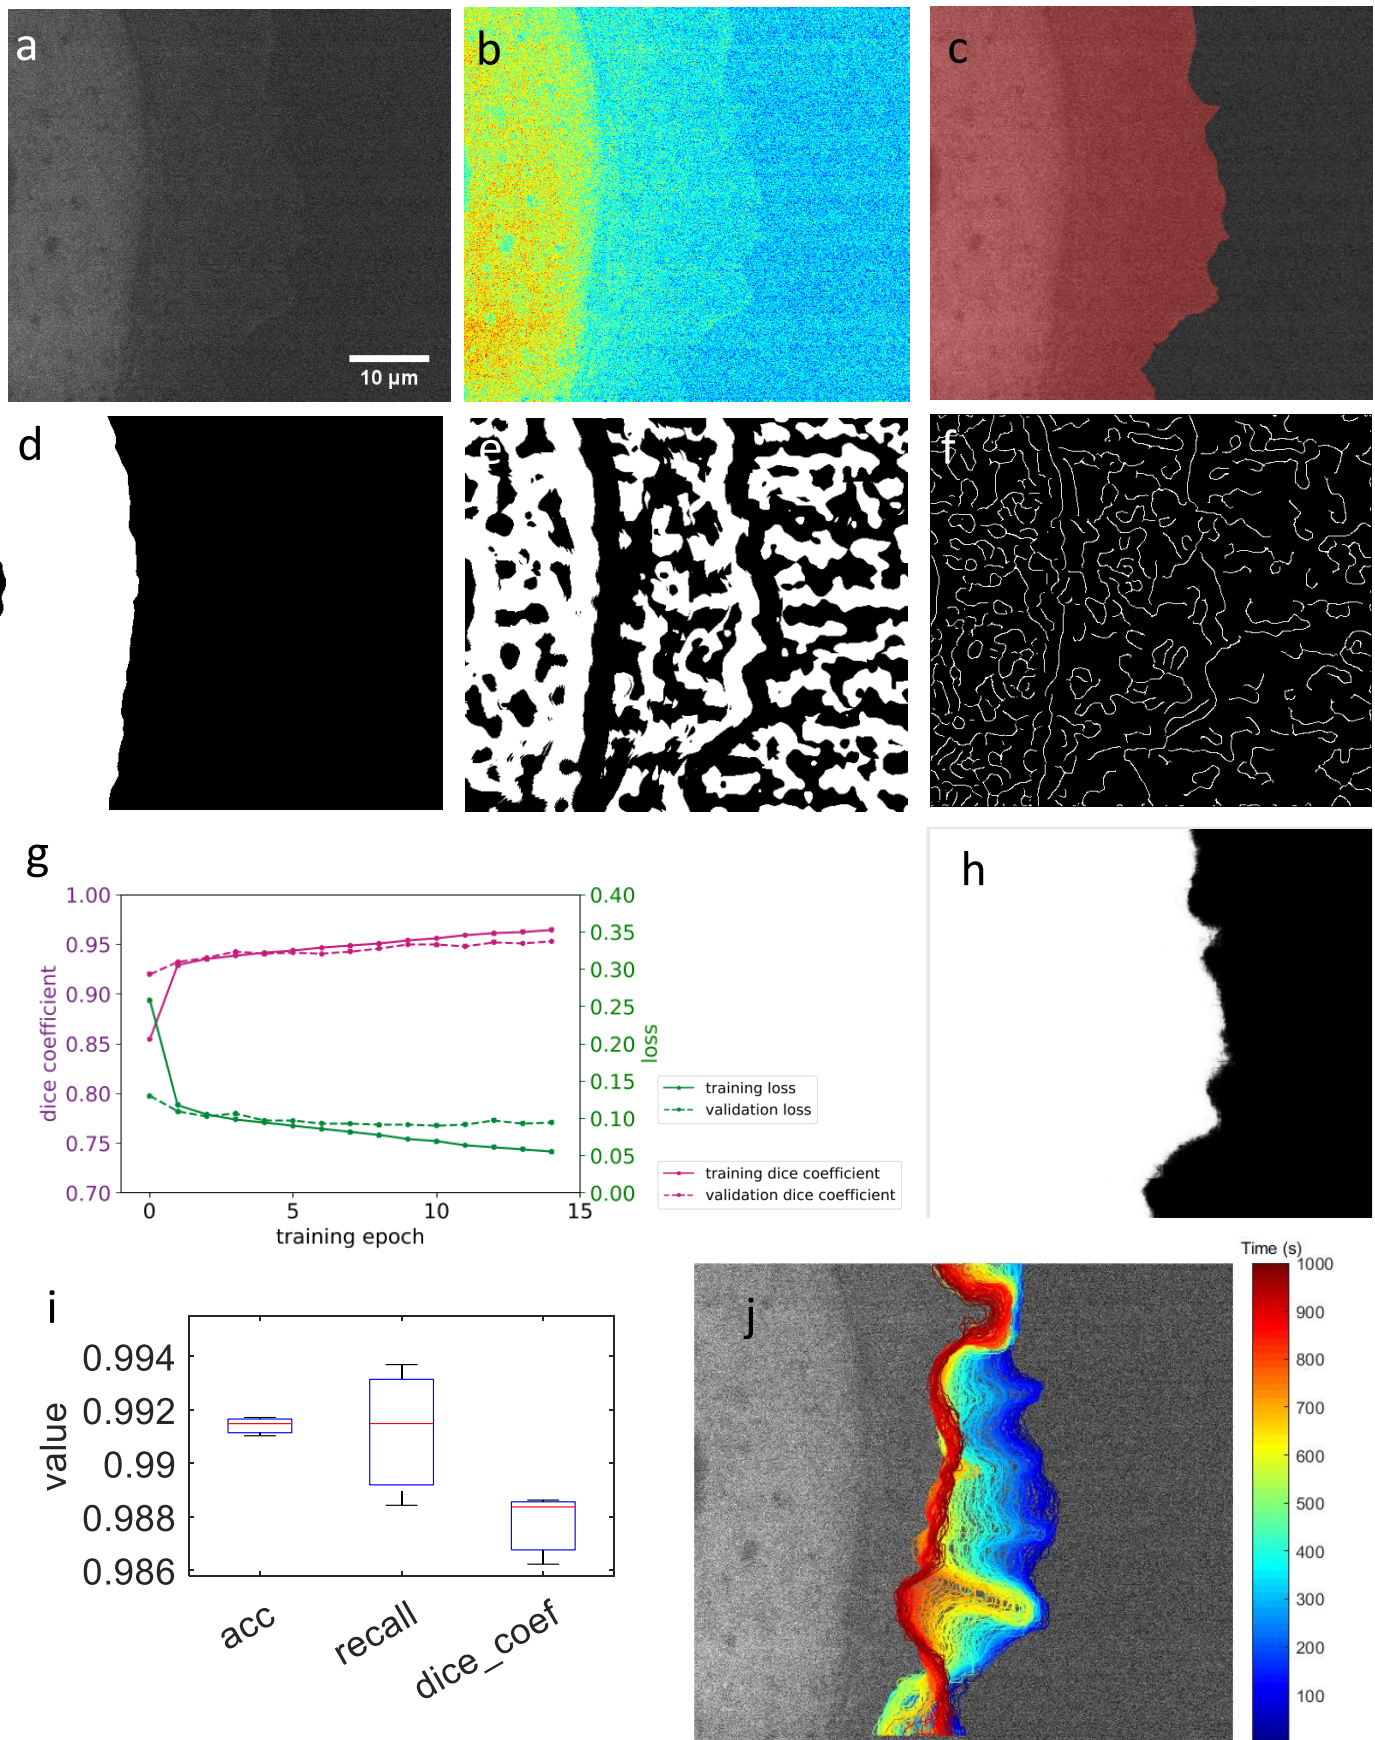 a
b
c
10 μm
d
e
f
g
1.00
0.95
0.90
0.85
0.80
0.75
0.70
dice coefficient
0.40
0.35
0.30
0.25
0.20
0.15
0.10
0.05
0.00
loss
0
5
10
15
training epoch
training loss
validation loss
training dice coefficient
validation dice coefficient
h
i
0.994
0.992
0.99
0.988
0.986
value
acc
recall
dice_coef
j
Time (s)
1000
900
800
700
600
500
400
300
200
100